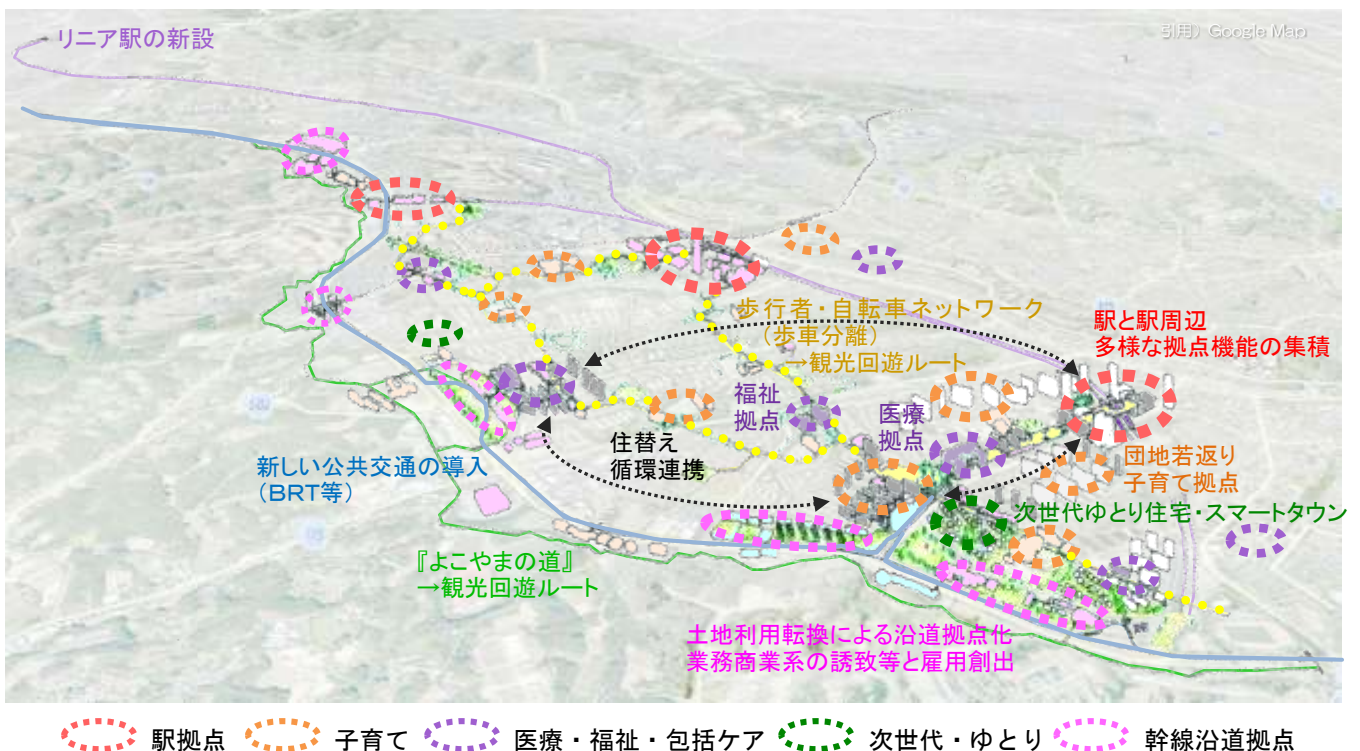 引用）Google Map
リニア駅の新設
歩行者・自転車ネットワーク
（歩車分離）
→観光回遊ルート
駅と駅周辺
多様な拠点機能の集積
福祉
拠点
医療
拠点
住替え
循環連携
団地若返り
子育て拠点
新しい公共交通の導入
（BRT等）
次世代ゆとり住宅・スマートタウン
『よこやまの道』
→観光回遊ルート
土地利用転換による沿道拠点化
業務商業系の誘致等と雇用創出
駅拠点 子育て 医療・福祉・包括ケア 次世代・ゆとり 幹線沿道拠点